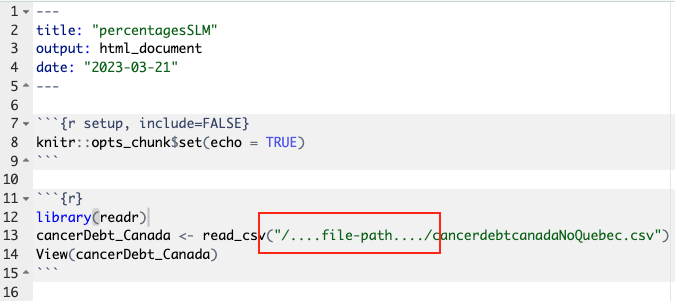 1 ---
2 title: "percentagesSLM"
3 output: html_document
4 date: "2023-03-21"
5 ---
6
7 ```{r setup, include=FALSE}
8 knitr::opts_chunk$set(echo = TRUE)
9 ```
10
11 ```{r}
12 library(readr)
13 cancerDebt_Canada <- read_csv("/....file-path..../cancerdebtcanadaNoQuebec.csv")
14 View(cancerDebt_Canada)
15 ```
16